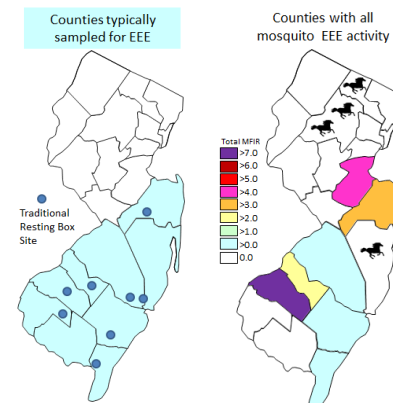 Counties typically
sampled for EEE
Traditional
Resting Box
Site
Counties with all
mosquito EEE activity
Total MFIR
>7.0
>6.0
>5.0
>4.0
>3.0
>2.0
>1.0
>0.0
0.0